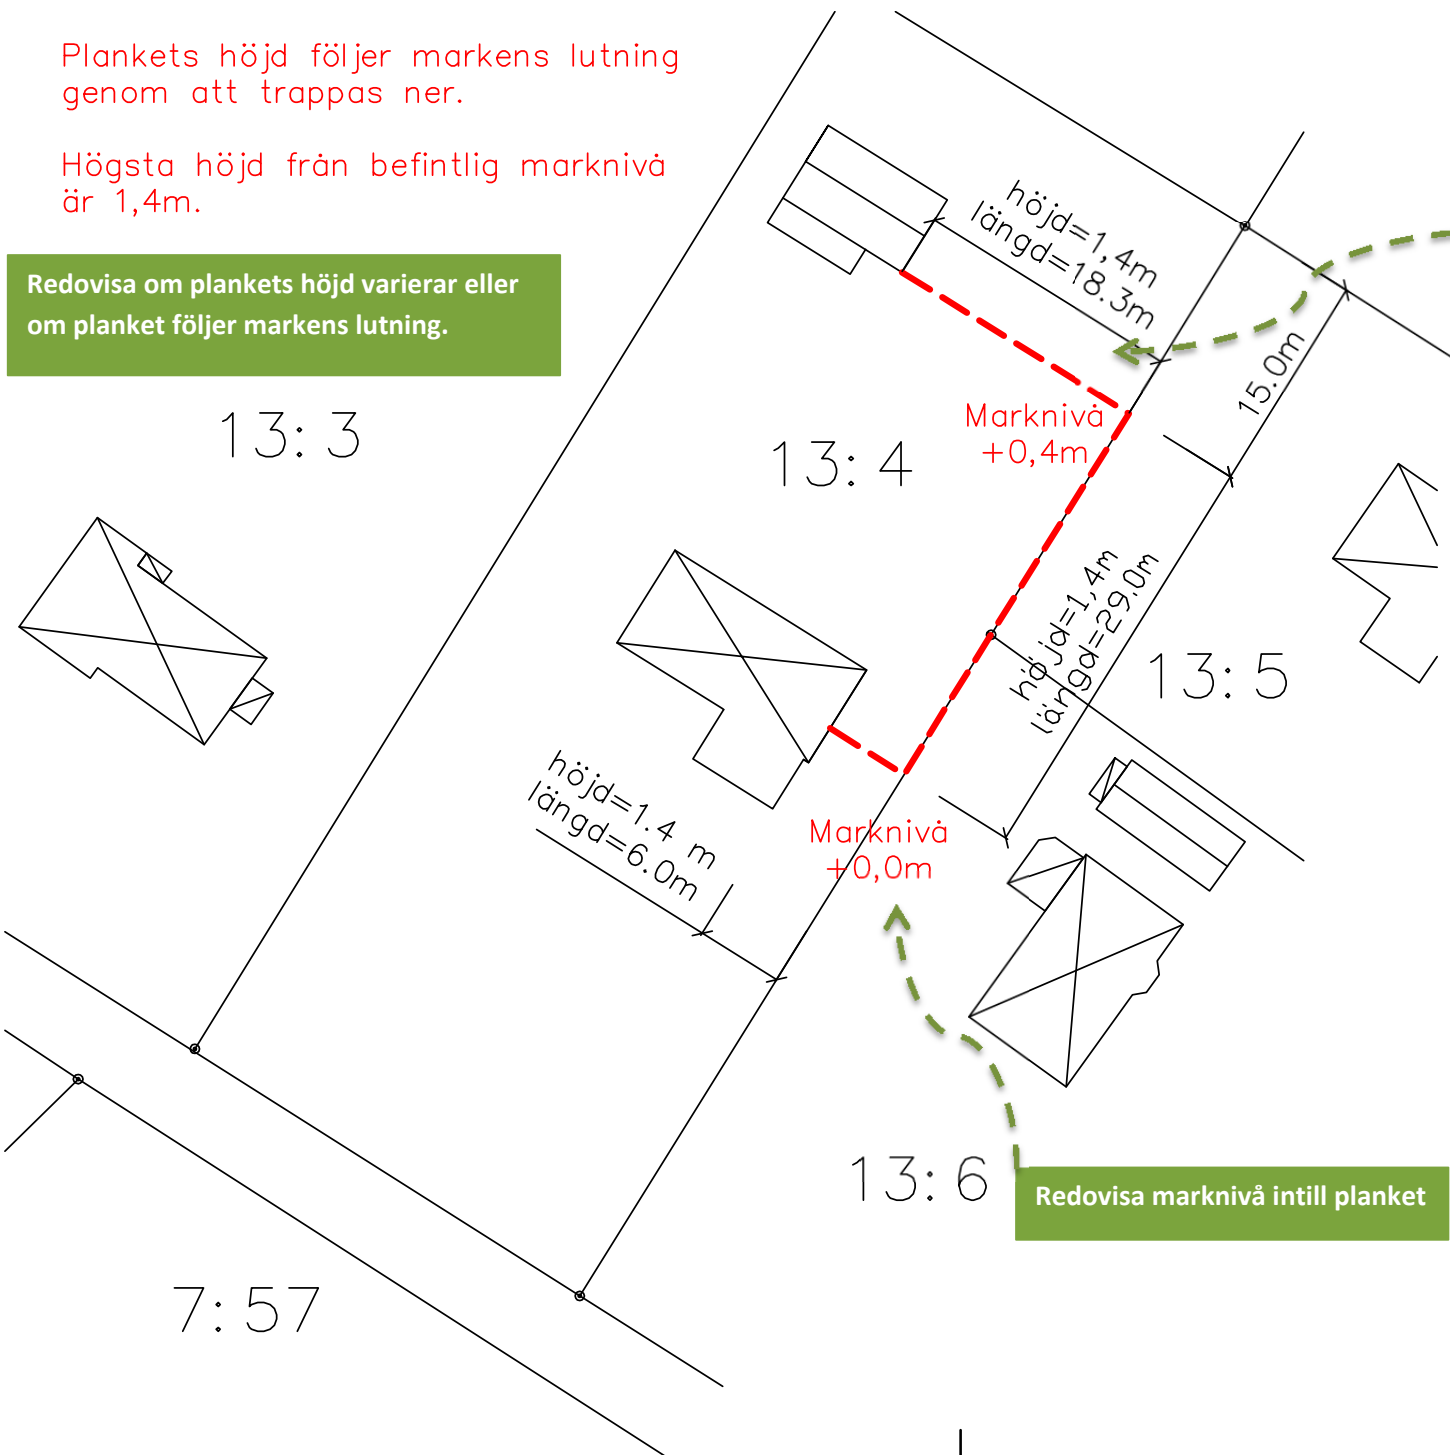 Plankets höjd följer markens lutning
genom att trappas ner.
Högsta höjd från befintlig marknivå
är 1,4m.
Redovisa om plankets höjd varierar eller
om planket följer markens lutning.
höjd=1,4m
längd=18.3m
15.0m
13:3
13:4
Marknivå
+0,4m
höjd=1,4m
längd=29.0m
13:5
höjd=1.4 m
längd=6.0m
Marknivå
+0,0m
13:6
Redovisa marknivå intill planket
7:57